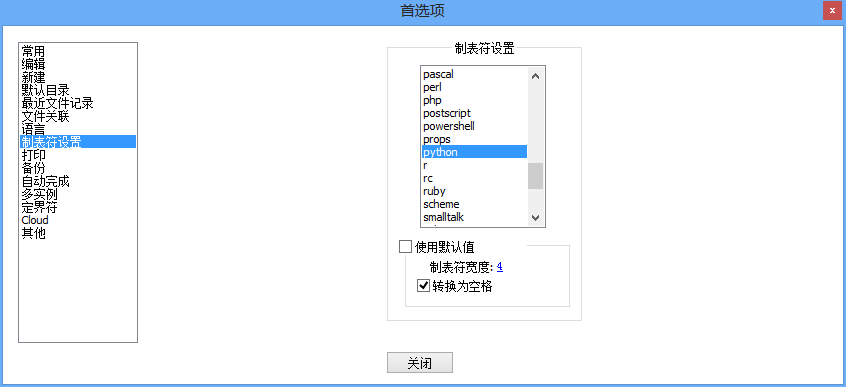 首选项
x
常用
编辑
新建
默认目录
最近文件记录
文件关联
语言
制表符设置
打印
备份
自动完成
多实例
定界符
Cloud
其他
制表符设置
pascal
perl
php
postscript
powershell
props
python
r
rc
ruby
scheme
smalltalk
使用默认值
制表符宽度: 4
转换为空格
关闭